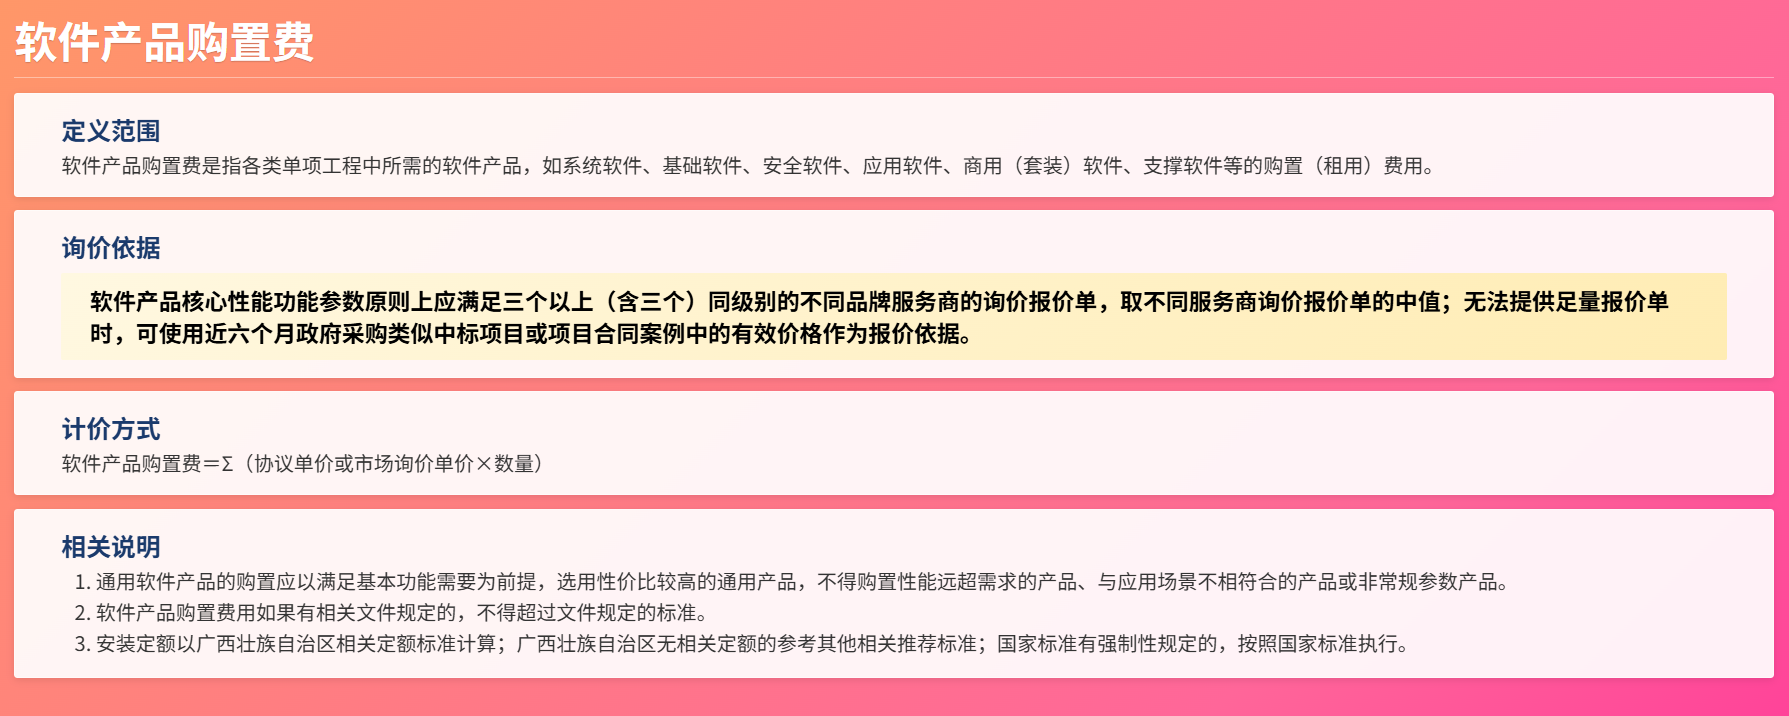 软件产品购置费
定义范围
软件产品购置费是指各类单项工程中所需的软件产品，如系统软件、基础软件、安全软件、应用软件、商用（套装）软件、支撑软件等的购置（租用）费用。
询价依据
软件产品核心性能功能参数原则上应满足三个以上（含三个）同级别的不同品牌服务商的询价报价单，取不同服务商询价报价单的中值；无法提供足量报价单
时，可使用近六个月政府采购类似中标项目或项目合同案例中的有效价格作为报价依据。
计价方式
软件产品购置费＝Σ（协议单价或市场询价单价×数量）
相关说明
1. 通用软件产品的购置应以满足基本功能需要为前提，选用性价比较高的通用产品，不得购置性能远超需求的产品、与应用场景不相符合的产品或非常规参数产品。
2. 软件产品购置费用如果有相关文件规定的，不得超过文件规定的标准。
3. 安装定额以广西壮族自治区相关定额标准计算；广西壮族自治区无相关定额的参考其他相关推荐标准；国家标准有强制性规定的，按照国家标准执行。